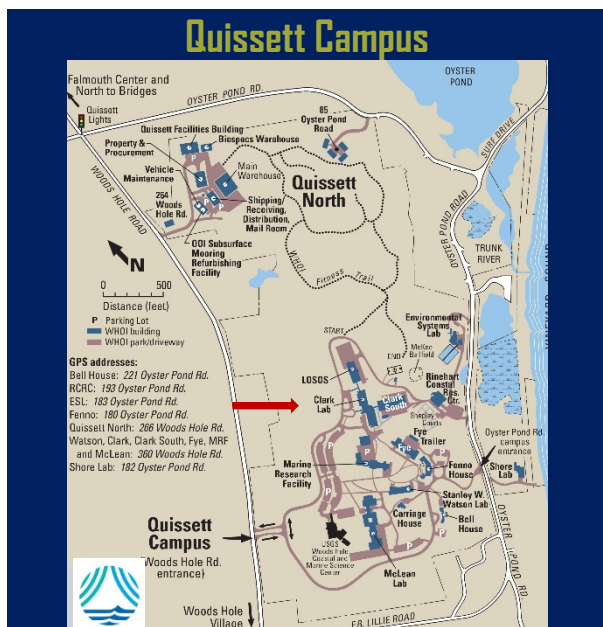 Quissett Campus
Falmouth Center and
North to Bridges
OYSTER POND RD.
OYSTER
POND
Quissett
Lights
85
Oyster Pond
Road
Quissett Facilities Building
Biospecs Warehouse
Property &
Procurement
P
Main
Warehouse
SURF DRIVE
Vehicle
Maintenance
Quissett
North
264
Woods
Hole Rd.
P
P
Shipping/
Receiving,
Distribution,
Mail Room
WOODS HOLE ROAD
OYSTER POND ROAD
OOI Subsurface
Mooring
Refurbishing
Facility
TRUNK
RIVER
N
WHOI Fitness Trail
VINEYARD SOUND
0 500
Distance (feet)
P Parking Lot
WHOI building
WHOI park/driveway
Environmental
Systems
Lab
START
McKee
Ballfield
END
GPS addresses:
Bell House: 221 Oyster Pond Rd.
RCRC: 193 Oyster Pond Rd.
ESL: 183 Oyster Pond Rd.
Fenno: 180 Oyster Pond Rd.
Quissett North: 266 Woods Hole Rd.
Watson, Clark, Clark South, Fye, MRF
and McLean: 360 Woods Hole Rd.
Shore Lab: 182 Oyster Pond Rd.
LOSOS
Rinehart
Coastal
Res.
Ctr.
Clark
Lab
Clark
South
Shepley
Courts
Fye
Trailer
Oyster Pond Rd.
campus
entrance
P
Fye
P
Marine
Research
Facility
P
P
Fenno
House
Shore
Lab
P
P
Stanley W.
Watson Lab
Carriage
House
Bell
House
P
P
Quissett
Campus
(Woods Hole Rd.
entrance)
USGS
Woods Hole
Coastal and
Marine Science
Center
McLean
Lab
OYSTER POND RD.
Woods Hole
Village
F.R. LILLIE ROAD